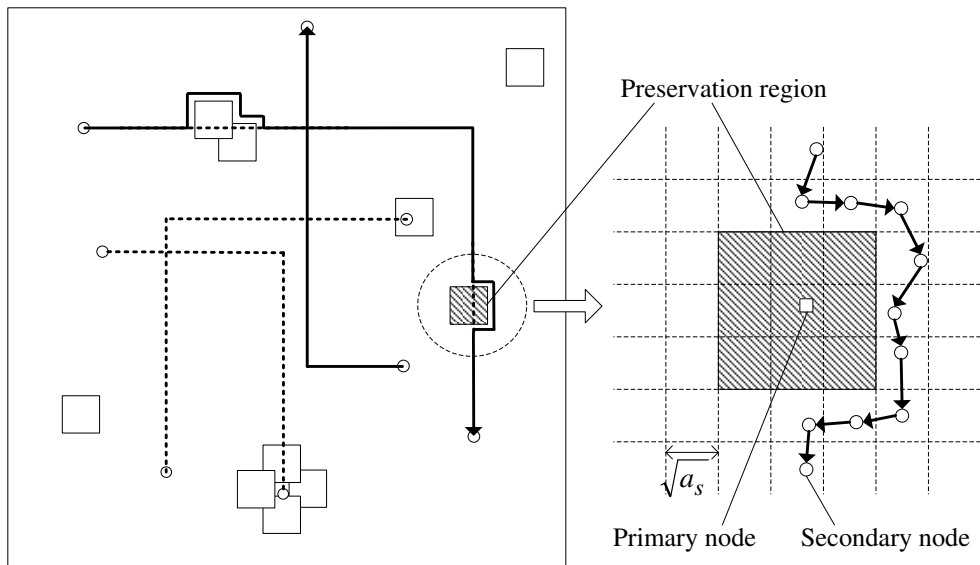 Preservation region
√a_s
Primary node
Secondary node